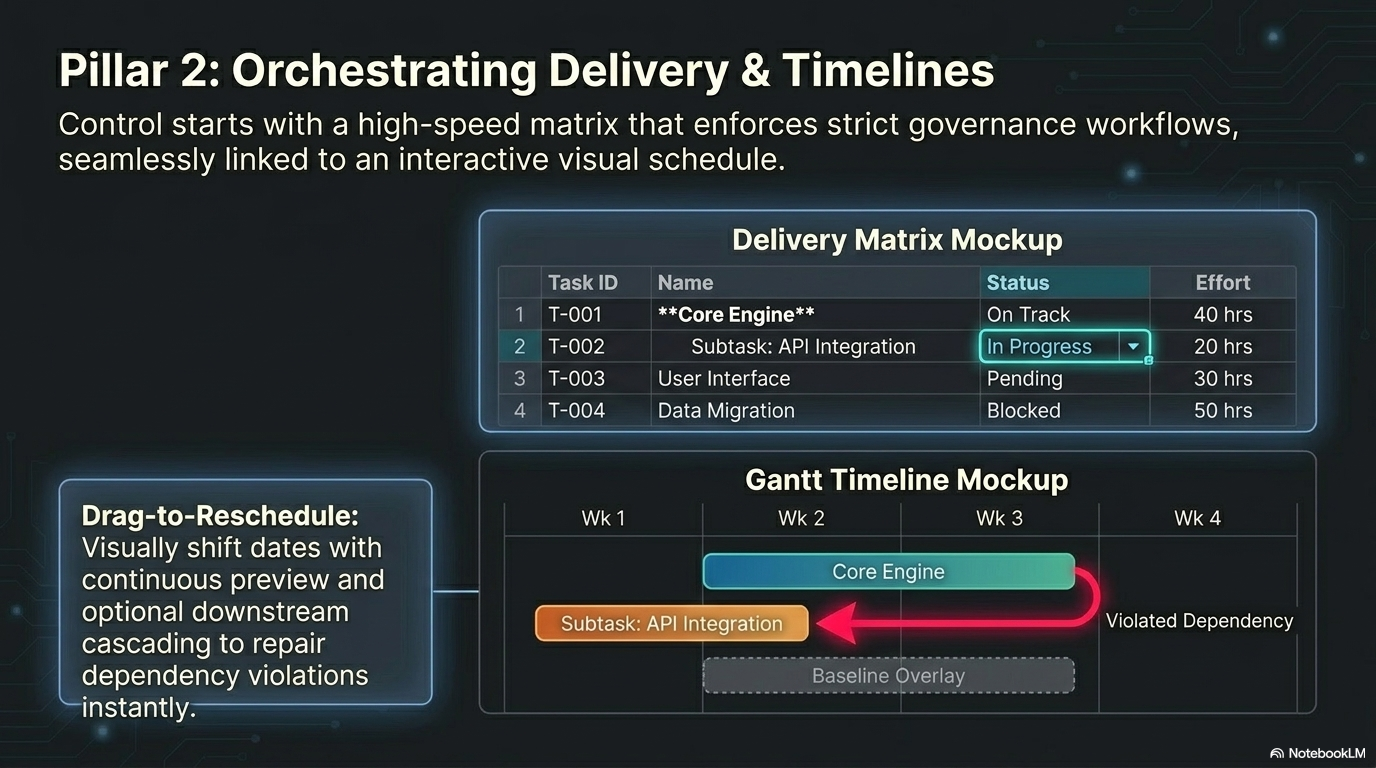 Pillar 2: Orchestrating Delivery & Timelines
Control starts with a high-speed matrix that enforces strict governance workflows,
seamlessly linked to an interactive visual schedule.
Delivery Matrix Mockup
Task ID Name Status Effort
1 T-001 **Core Engine** On Track 40 hrs
2 T-002 Subtask: API Integration In Progress 20 hrs
3 T-003 User Interface Pending 30 hrs
4 T-004 Data Migration Blocked 50 hrs
Drag-to-Reschedule:
Visually shift dates with
continuous preview and
optional downstream
cascading to repair
dependency violations
instantly.
Gantt Timeline Mockup
Wk 1 Wk 2 Wk 3 Wk 4
Core Engine
Subtask: API Integration
Violated Dependency
Baseline Overlay
NotebookLM